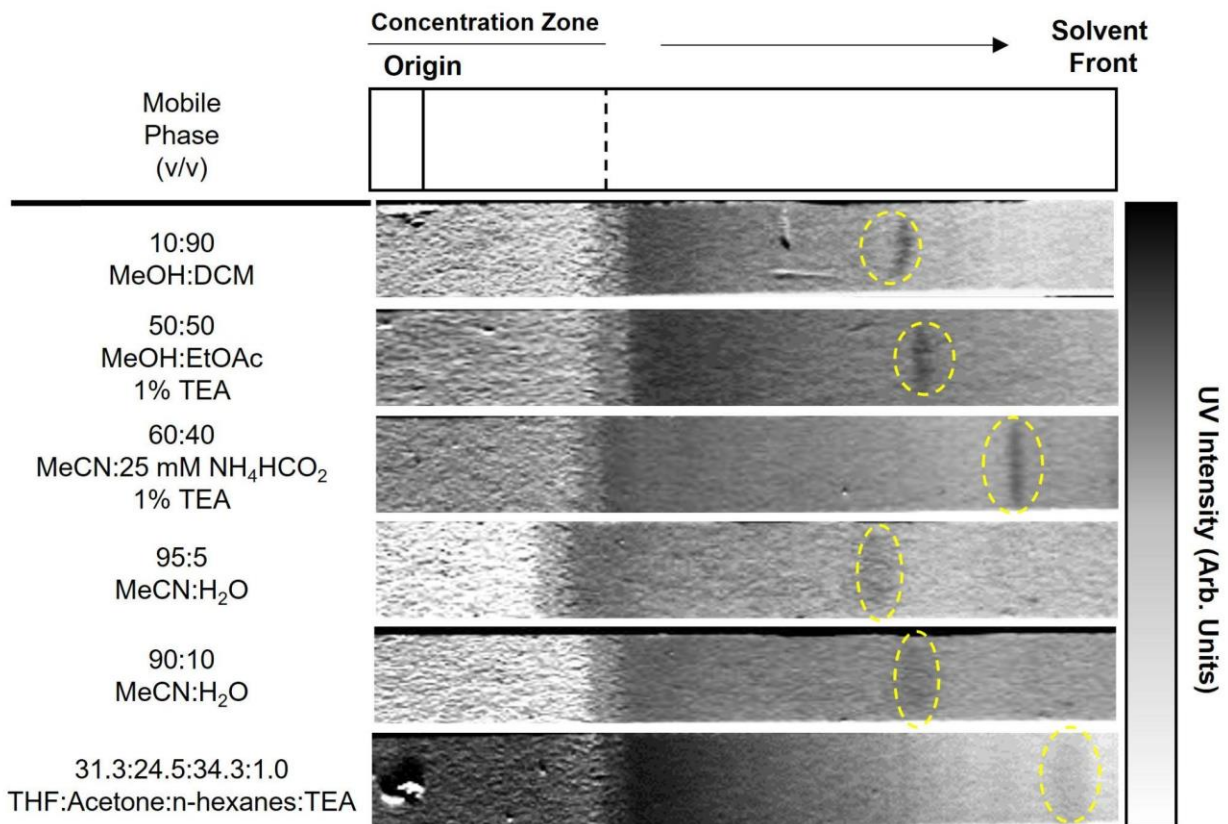 Concentration Zone
Origin
Solvent
Front
Mobile
Phase
(v/v)
10:90
MeOH:DCM
50:50
MeOH:EtOAc
1% TEA
60:40
MeCN:25 mM NH₄HCO₂
1% TEA
95:5
MeCN:H₂O
90:10
MeCN:H₂O
31.3:24.5:34.3:1.0
THF:Acetone:n-hexanes:TEA
UV Intensity (Arb. Units)